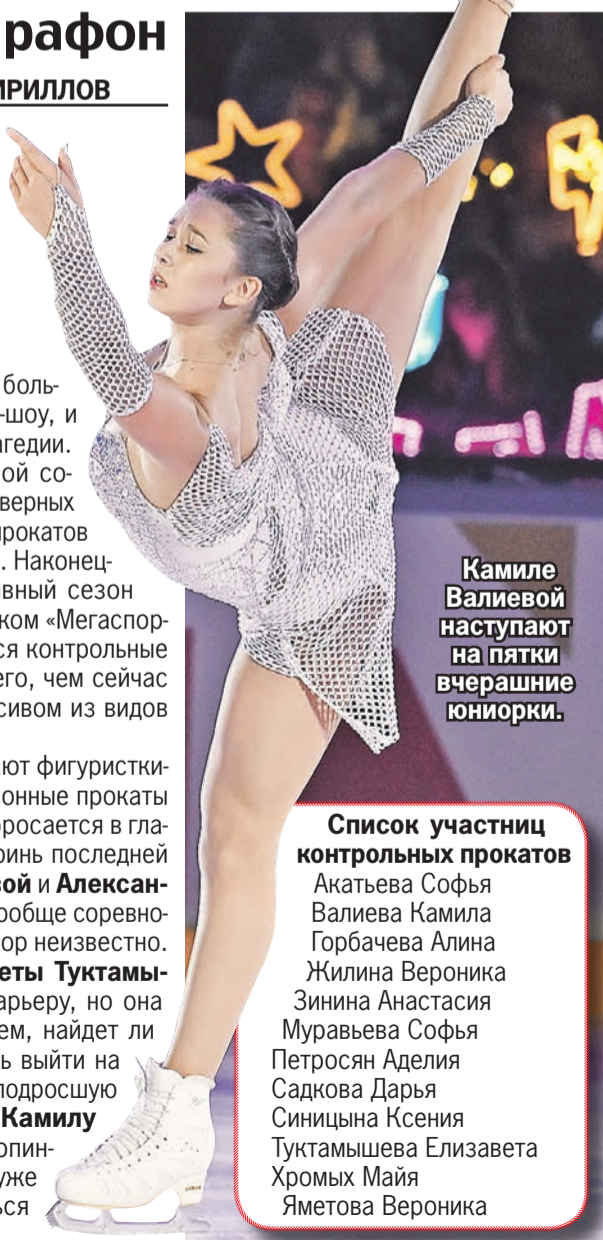 рафон
ИРИЛЛОВ
боль-
-шоу, и
агедии.
ой со-
верных
прокатов
. Наконец-
вный сезон
ком «Мегаспор-
ся контрольные
его, чем сейчас
сивом из видов
ют фигуристки-
онные прокаты
росается в гла-
ринь последней
вой и Алексан-
ообще соревно-
ор неизвестно.
еты Туктамы-
арьеру, но она
ем, найдет ли
ь выйти на
подросшую
Камилу
опин-
уже
ься
Камиле
Валиевой
наступают
на пятки
вчерашние
юниорки.
Список участниц
контрольных прокатов
Акатьева Софья
Валиева Камила
Горбачева Алина
Жилина Вероника
Зинина Анастасия
Муравьева Софья
Петросян Аделия
Садкова Дарья
Синицына Ксения
Туктамышева Елизавета
Хромых Майя
Яметова Вероника